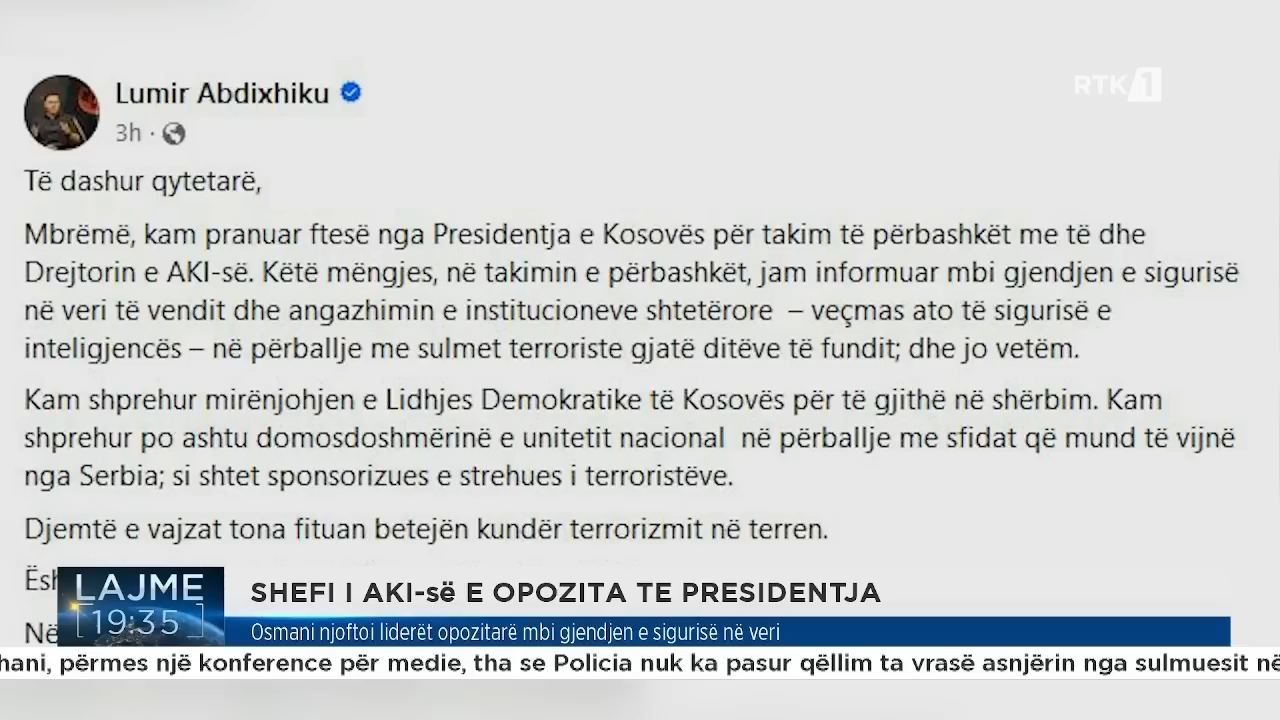 RTK 1
Lumir Abdixhiku
3h
Të dashur qytetarë,
Mbrëmë, kam pranuar ftesë nga Presidentja e Kosovës për takim të përbashkët me të dhe
Drejtorin e AKI-së. Këtë mëngjes, në takimin e përbashkët, jam informuar mbi gjendjen e sigurisë
në veri të vendit dhe angazhimin e institucioneve shtetërore – veçmas ato të sigurisë e
inteligjencës – në përballje me sulmet terroriste gjatë ditëve të fundit; dhe jo vetëm.
Kam shprehur mirënjohjen e Lidhjes Demokratike të Kosovës për të gjithë në shërbim. Kam
shprehur po ashtu domosdoshmërinë e unitetit nacional në përballje me sfidat që mund të vijnë
nga Serbia; si shtet sponsorizues e strehues i terroristëve.
Djemtë e vajzat tona fituan betejën kundër terrorizmit në terren.
LAJME
19:35
SHEFI I AKI-së E OPOZITA TE PRESIDENTJA
Osmani njoftoi liderët opozitarë mbi gjendjen e sigurisë në veri
hani, përmes një konference për medie, tha se Policia nuk ka pasur qëllim ta vrasë asnjërin nga sulmuesit në